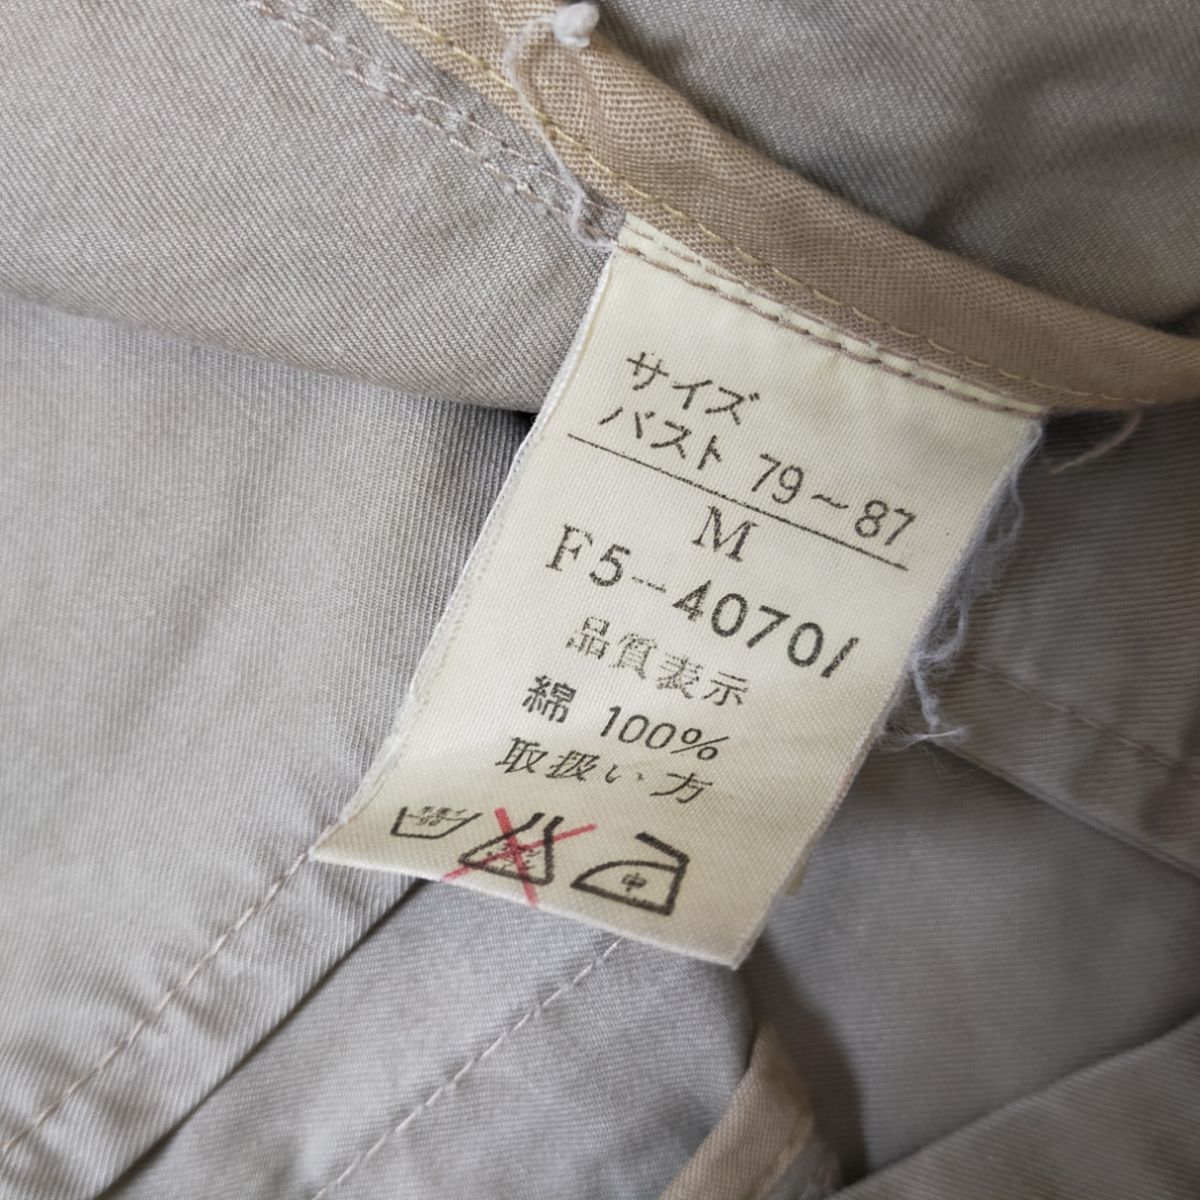 サイズ
バスト 79~87
M
F5-40701
品質表示
綿 100%
取扱い方
中